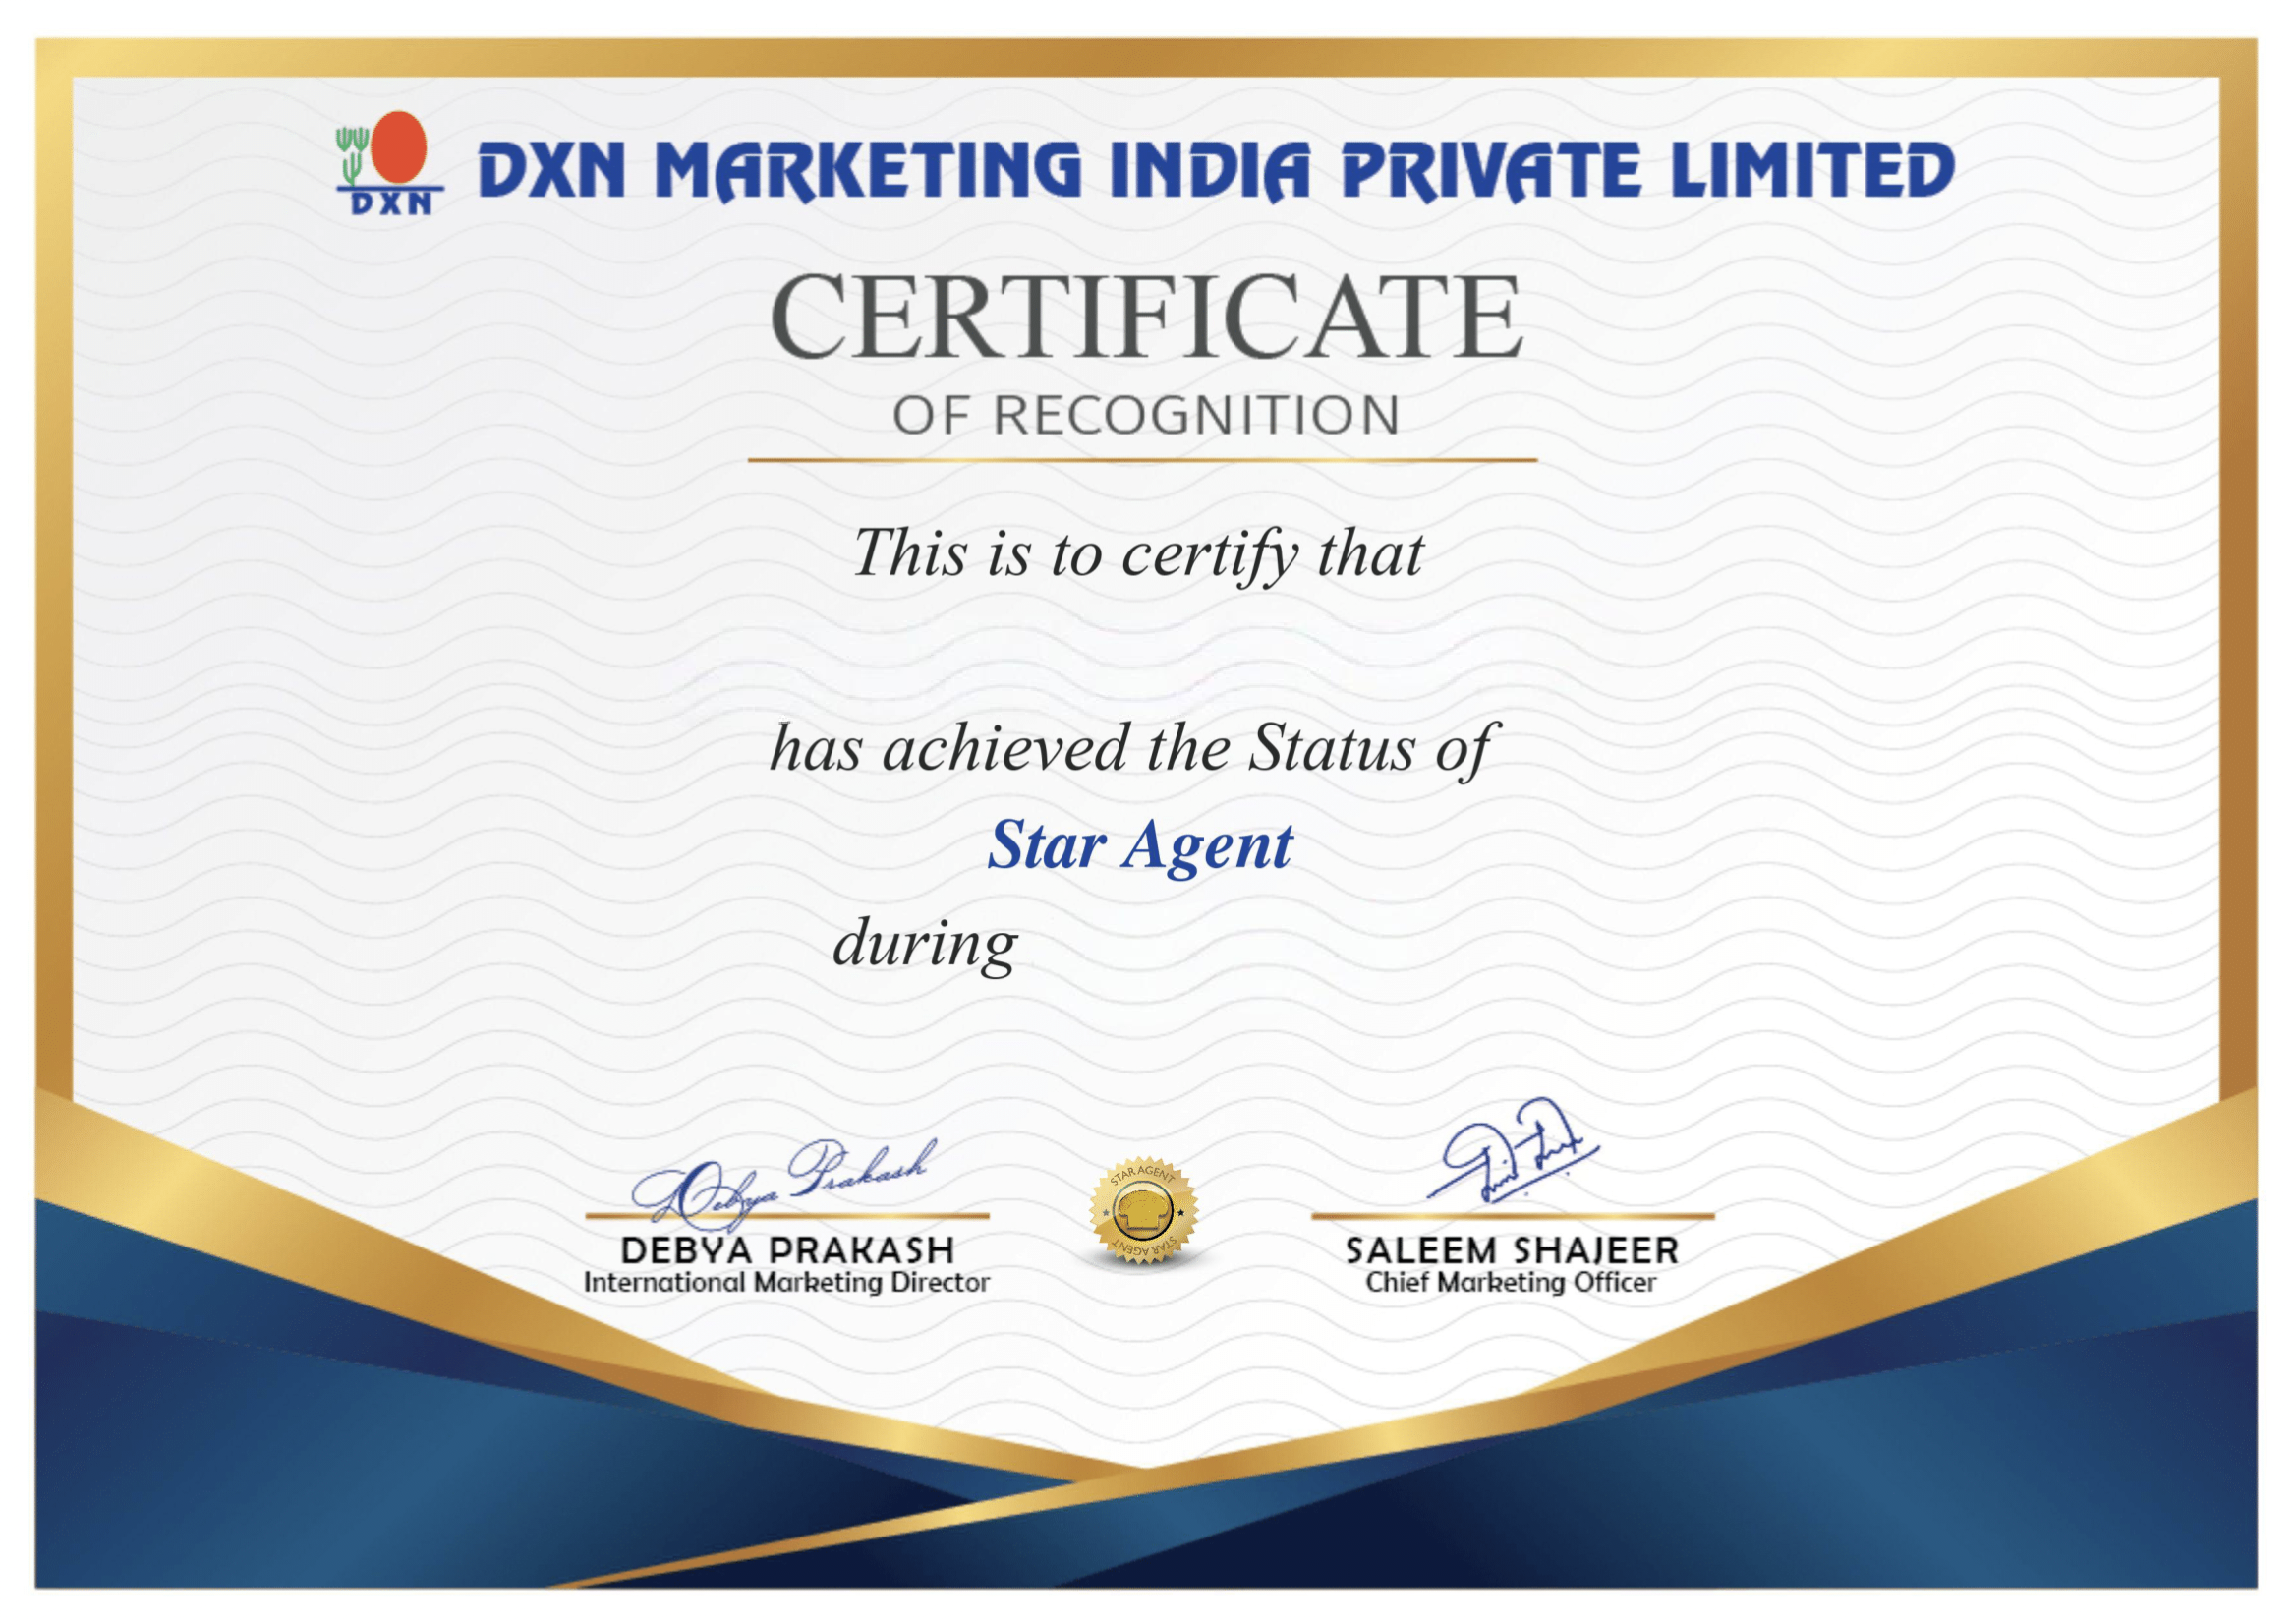 DXN
DXN MARKETING INDIA PRIVATE LIMITED
CERTIFICATE
OF RECOGNITION
This is to certify that
has achieved the Status of
Star Agent
during
Debya Prakash
STAR AGENT
STAR AGENT
DEBYA PRAKASH
International Marketing Director
SALEEM SHAJEER
Chief Marketing Officer